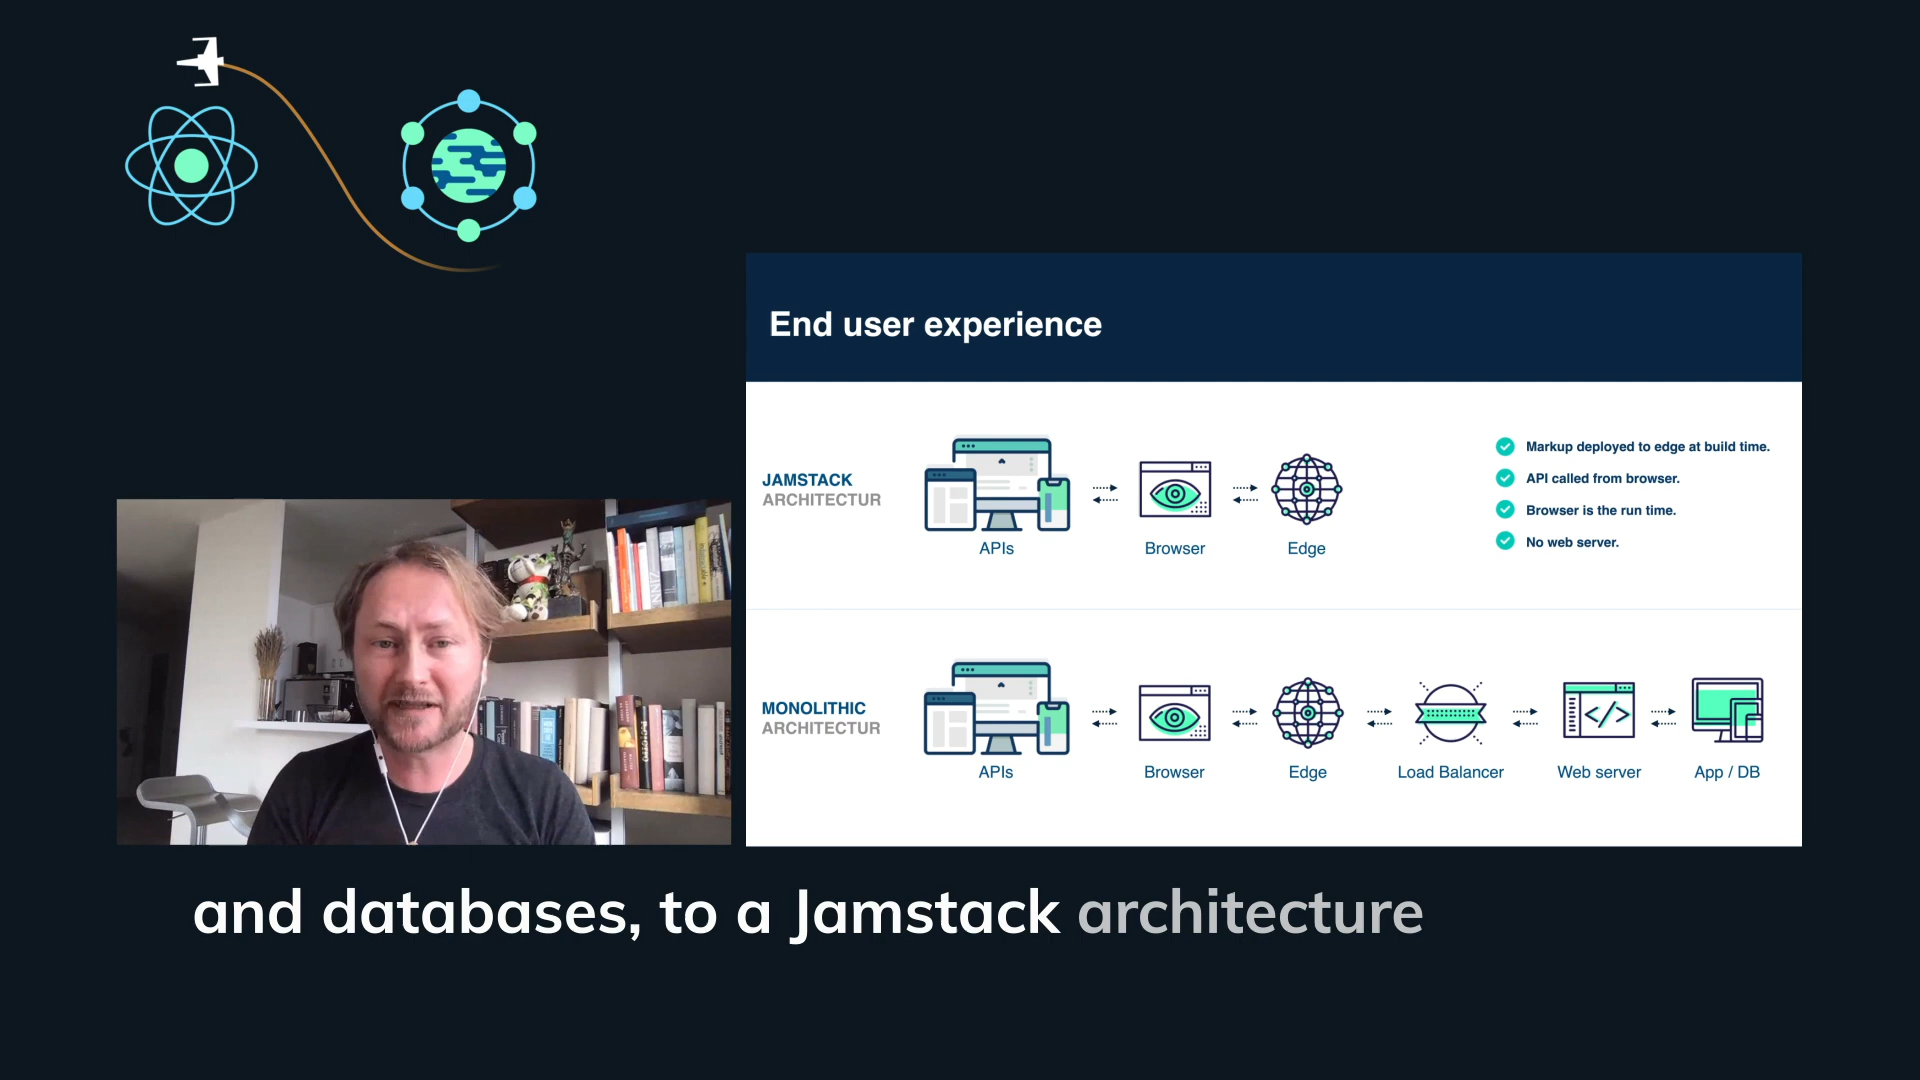 End user experience
JAMSTACK
ARCHITECTUR
APIs
Browser
Edge
Markup deployed to edge at build time.
API called from browser.
Browser is the run time.
No web server.
MONOLITHIC
ARCHITECTUR
APIs
Browser
Edge
Load Balancer
Web server
App / DB
ZINN
and databases, to a Jamstack architecture